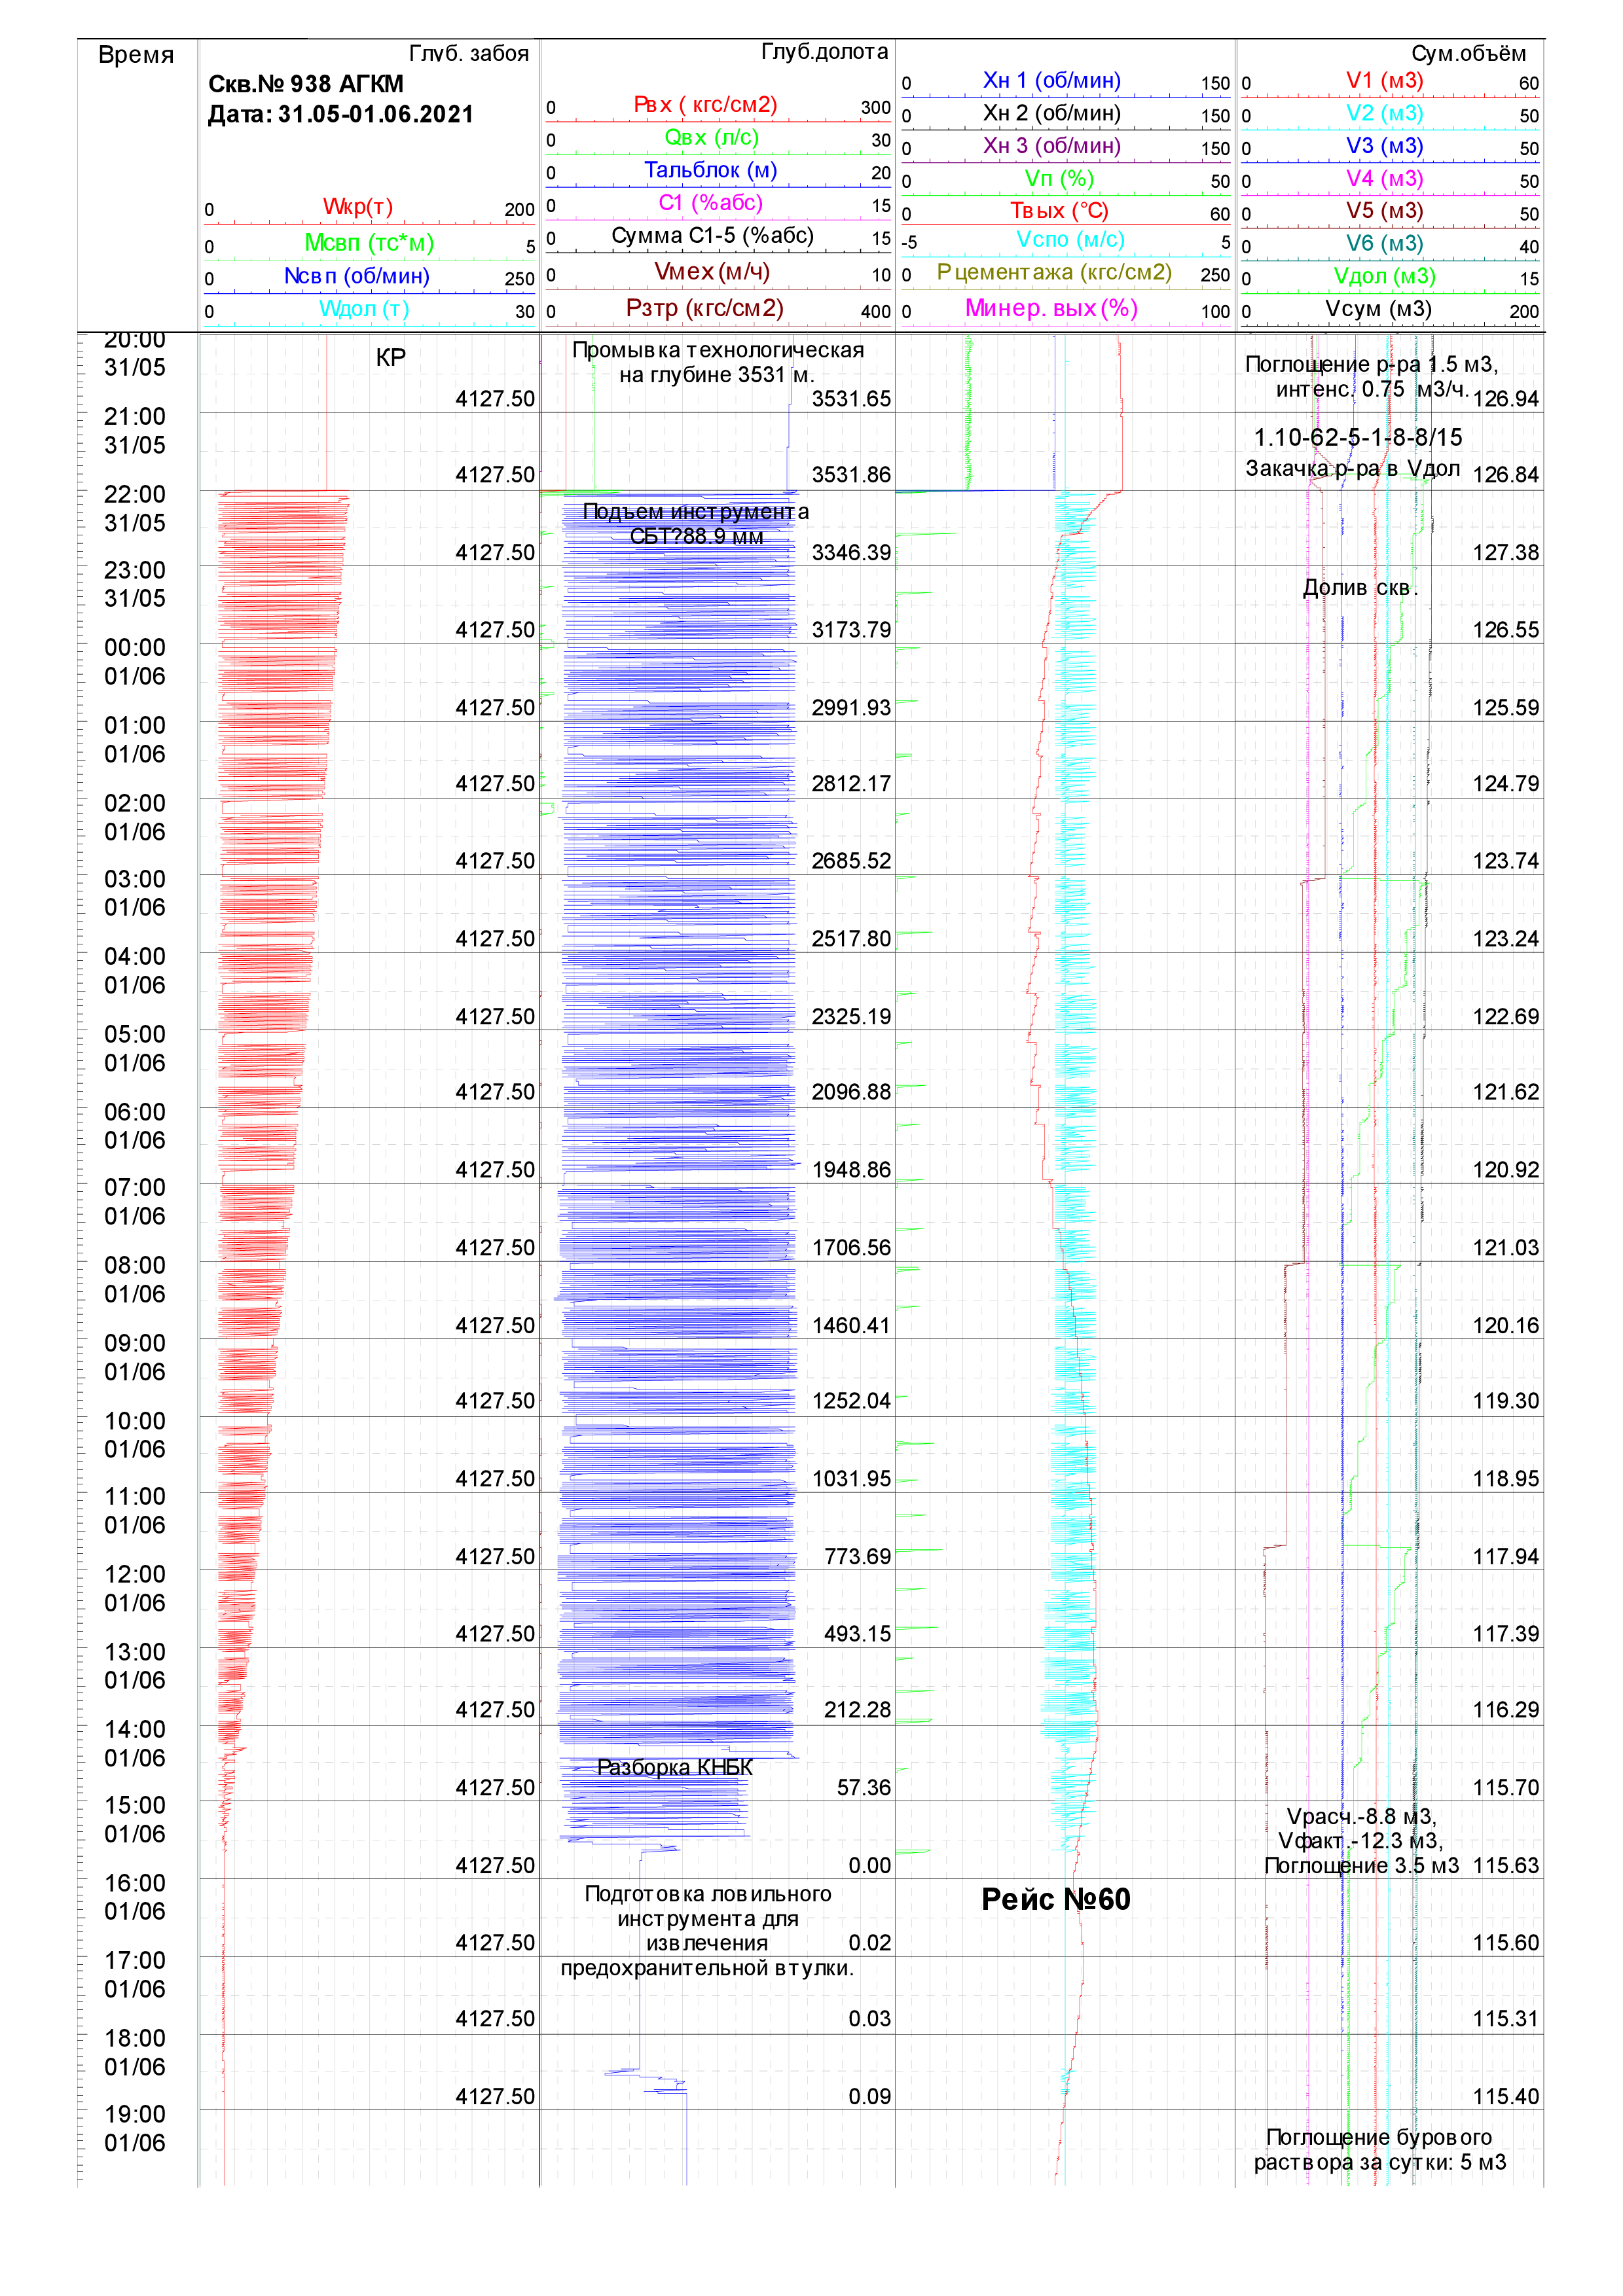 Время
Глуб. забоя
Глуб.долота
Сум.объём
Скв.№ 938 АГКМ
Дата: 31.05-01.06.2021
0 Wкр(т) 200
0 Мсвп (тс*м) 5
0 Nсвп (об/мин) 250
0 Wдол (т) 30
0 Рвх ( кгс/см2) 300
0 Qвх (л/с) 30
0 Тальблок (м) 20
0 С1 (%абс) 15
0 Сумма С1-5 (%абс) 15
0 Vмех (м/ч) 10
0 Рзтр (кгс/см2) 400
0 Хн 1 (об/мин) 150
0 Хн 2 (об/мин) 150
0 Хн 3 (об/мин) 150
0 Vп (%) 50
0 Твых (°С) 60
-5 Vспо (м/с) 5
0 Р цементажа (кгс/см2) 250
0 Минер. вых (%) 100
0 V1 (м3) 60
0 V2 (м3) 50
0 V3 (м3) 50
0 V4 (м3) 50
0 V5 (м3) 50
0 V6 (м3) 40
0 Vдол (м3) 15
0 Vсум (м3) 200
20:00
31/05
КР
Промывка технологическая
на глубине 3531 м.
Поглощение р-ра 1.5 м3,
интенс. 0.75 м3/ч.
4127.50 3531.65 126.94
21:00
31/05
1.10-62-5-1-8-8/15
Закачка р-ра в Vдол
4127.50 3531.86 126.84
22:00
31/05
Подъем инструмента
СБТ?88.9 мм
4127.50 3346.39 127.38
23:00
31/05
Долив скв.
4127.50 3173.79 126.55
00:00
01/06
4127.50 2991.93 125.59
01:00
01/06
4127.50 2812.17 124.79
02:00
01/06
4127.50 2685.52 123.74
03:00
01/06
4127.50 2517.80 123.24
04:00
01/06
4127.50 2325.19 122.69
05:00
01/06
4127.50 2096.88 121.62
06:00
01/06
4127.50 1948.86 120.92
07:00
01/06
4127.50 1706.56 121.03
08:00
01/06
4127.50 1460.41 120.16
09:00
01/06
4127.50 1252.04 119.30
10:00
01/06
4127.50 1031.95 118.95
11:00
01/06
4127.50 773.69 117.94
12:00
01/06
4127.50 493.15 117.39
13:00
01/06
4127.50 212.28 116.29
14:00
01/06
Разборка КНБК
4127.50 57.36 115.70
15:00
01/06
Vрасч.-8.8 м3,
Vфакт.-12.3 м3,
Поглощение 3.5 м3
4127.50 0.00 115.63
16:00
01/06
Подготовка ловильного
инструмента для
извлечения
предохранительной втулки.
Рейс №60
4127.50 0.02 115.60
17:00
01/06
4127.50 0.03 115.31
18:00
01/06
4127.50 0.09 115.40
19:00
01/06
Поглощение бурового
раствора за сутки: 5 м3